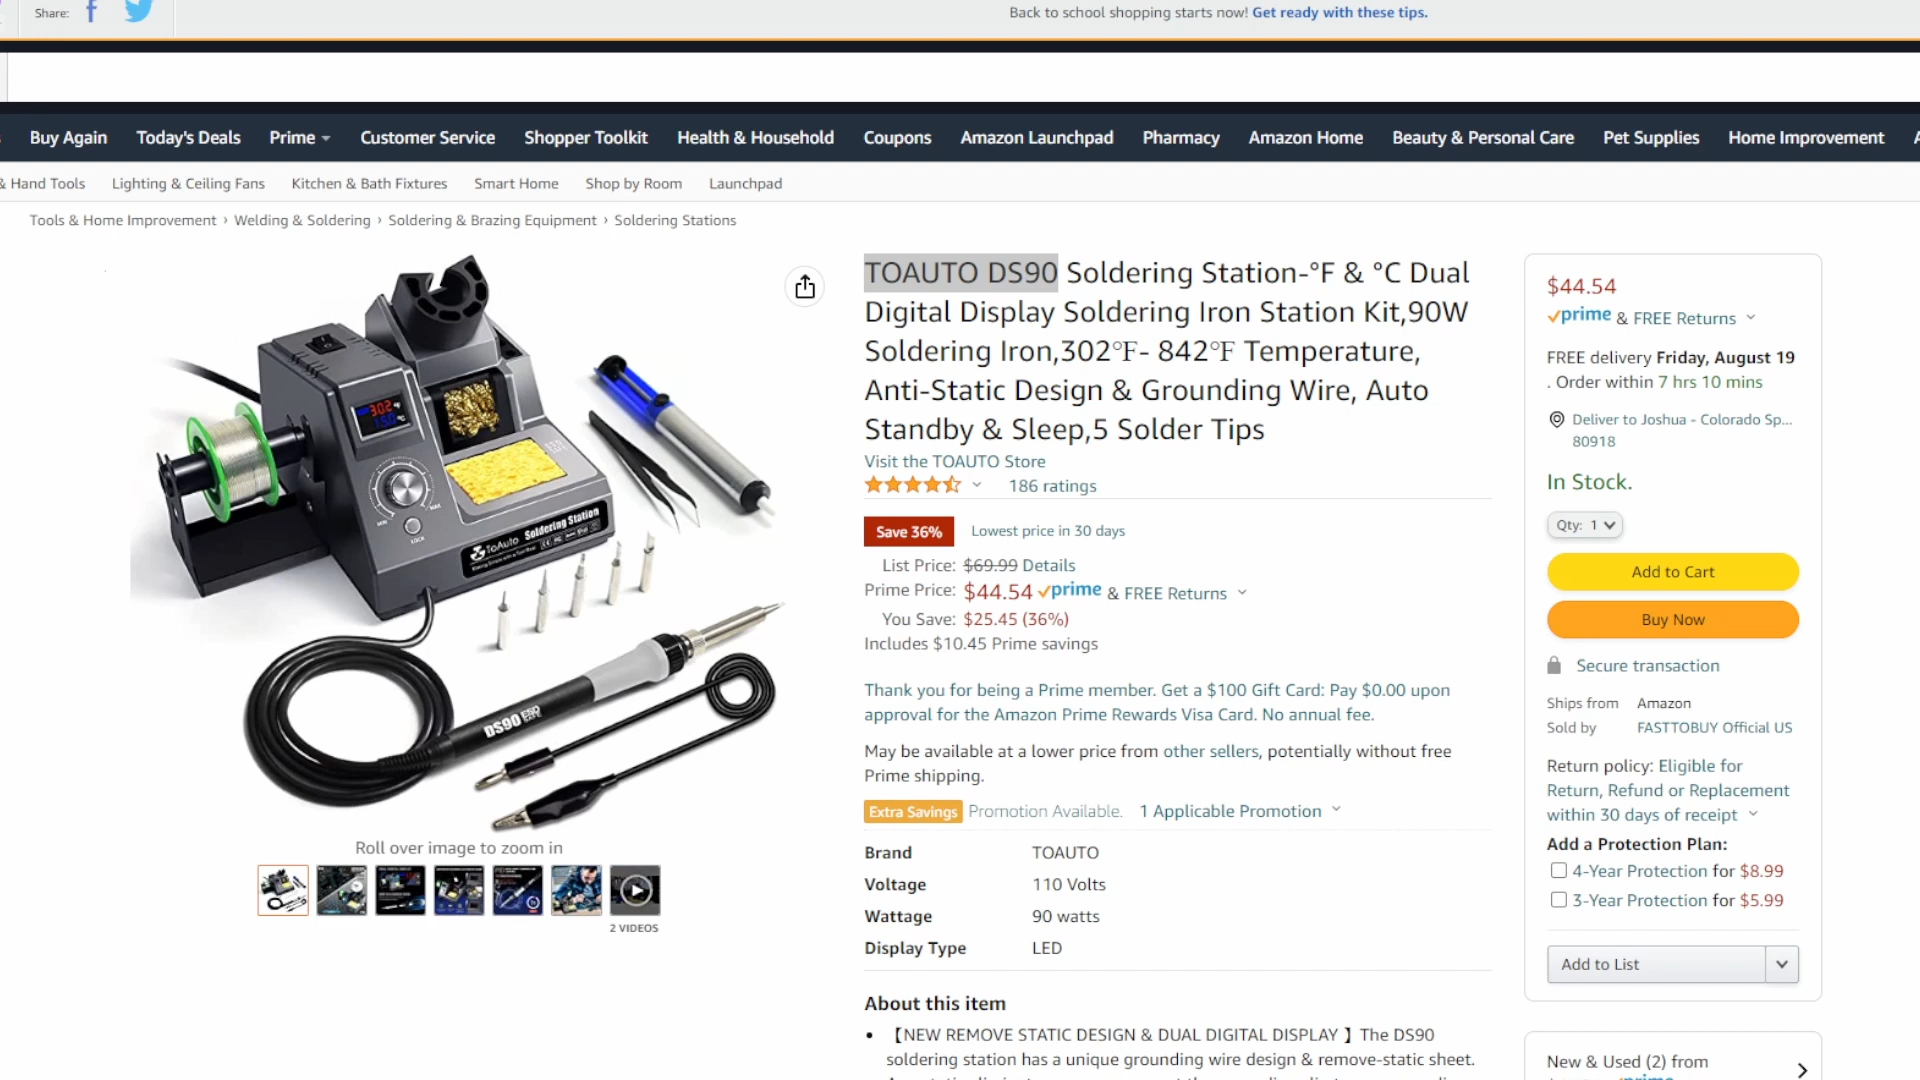 Share:
Back to school shopping starts now! Get ready with these tips.
Buy Again Today's Deals Prime Customer Service Shopper Toolkit Health & Household Coupons Amazon Launchpad Pharmacy Amazon Home Beauty & Personal Care Pet Supplies Home Improvement
& Hand Tools Lighting & Ceiling Fans Kitchen & Bath Fixtures Smart Home Shop by Room Launchpad
Tools & Home Improvement › Welding & Soldering › Soldering & Brazing Equipment › Soldering Stations
302 °F
150 °C
MIN MAX
LOCK
ToAuto Soldering Station
DS90 ESD SAFE
Roll over image to zoom in
2 VIDEOS
TOAUTO DS90 Soldering Station-°F & °C Dual
Digital Display Soldering Iron Station Kit,90W
Soldering Iron,302℉- 842℉ Temperature,
Anti-Static Design & Grounding Wire, Auto
Standby & Sleep,5 Solder Tips
Visit the TOAUTO Store
186 ratings
Save 36% Lowest price in 30 days
List Price: $69.99 Details
Prime Price: $44.54 prime & FREE Returns
You Save: $25.45 (36%)
Includes $10.45 Prime savings
Thank you for being a Prime member. Get a $100 Gift Card: Pay $0.00 upon
approval for the Amazon Prime Rewards Visa Card. No annual fee.
May be available at a lower price from other sellers, potentially without free
Prime shipping.
Extra Savings Promotion Available. 1 Applicable Promotion
Brand TOAUTO
Voltage 110 Volts
Wattage 90 watts
Display Type LED
About this item
• 【NEW REMOVE STATIC DESIGN & DUAL DIGITAL DISPLAY 】The DS90
soldering station has a unique grounding wire design & remove-static sheet.
$44.54
prime & FREE Returns
FREE delivery Friday, August 19
. Order within 7 hrs 10 mins
Deliver to Joshua - Colorado Sp...
80918
In Stock.
Qty: 1
Add to Cart
Buy Now
Secure transaction
Ships from Amazon
Sold by FASTTOBUY Official US
Return policy: Eligible for
Return, Refund or Replacement
within 30 days of receipt
Add a Protection Plan:
4-Year Protection for $8.99
3-Year Protection for $5.99
Add to List
New & Used (2) from